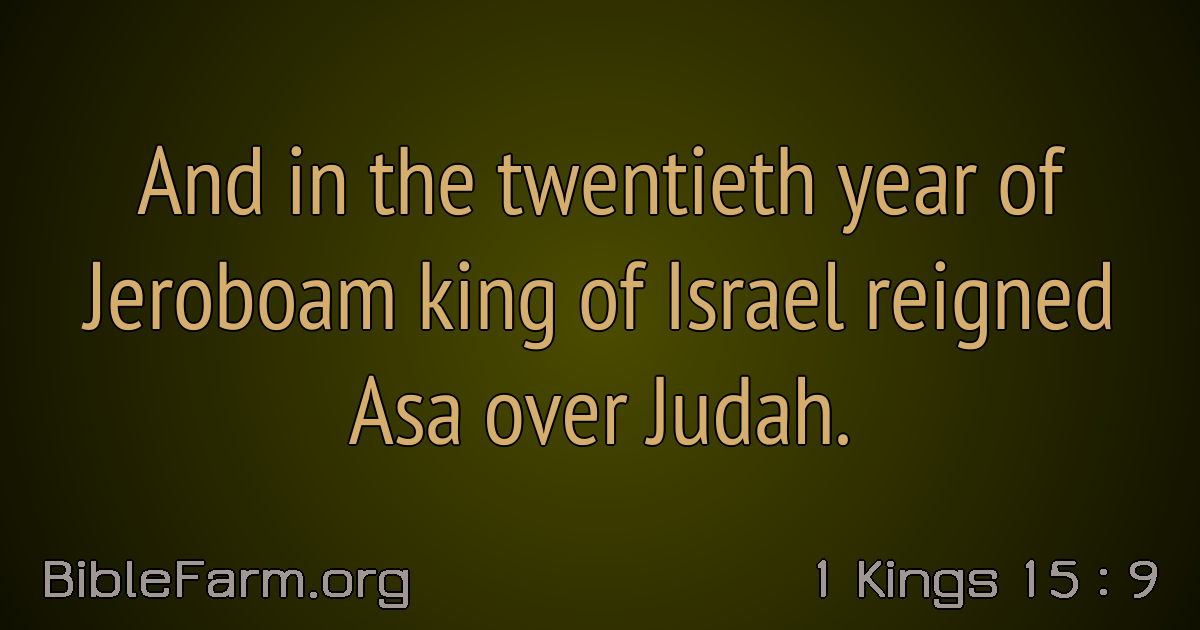 And in the twentieth year of
Jeroboam king of Israel reigned
Asa over Judah.
BibleFarm.org
1 Kings 15 : 9